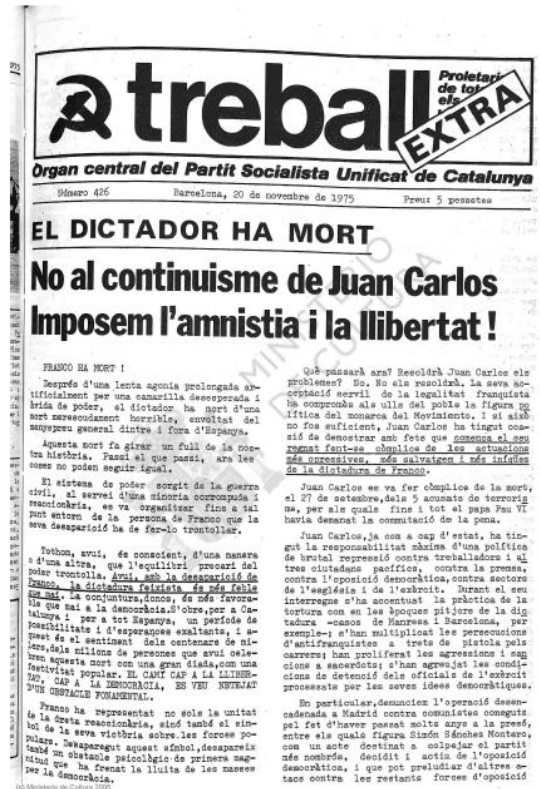 treball
Proletaris
de tots
els
EXTRA
Òrgan central del Partit Socialista Unificat de Catalunya
Número 426
Barcelona, 20 de novembre de 1975
Preu: 5 pessetes
EL DICTADOR HA MORT
No al continuisme de Juan Carlos
Imposem l'amnistia i la llibertat!
FRANCO HA MORT !
Després d'una lenta agonia prolongada ar-
tificialment per una camarilla desesperada i
àvida de poder, el dictador ha mort d'una
mort merescudament horrible, envoltat del
menyspreu general dintre i fora d'Espanya.
Aquesta mort fa girar un full de la nos-
tra història. Passi el que passi, ara les
coses no poden seguir igual.
El sistema de poder sorgit de la guerra
civil, al servei d'una minoria corrompuda i
reaccionària, es va organitzar fins a tal
punt entorn de la persona de Franco que la
seva desaparició ha de fer-lo trontollar.
Tothom, avui, és conscient, d'una manera
o d'una altra, que l'equilibri precari del
poder trontolla. Avui, amb la desaparició de
Franco, la dictadura feixista és més feble
que mai. La conjuntura,doncs, és més favora-
ble que mai a la democràcia.S'obre,per a Ca-
talunya i per a tot Espanya, un període de
possibilitats i d'esperances exaltants, i a-
quest és el sentiment dels centenars de mi-
lers,dels milions de persones que avui cele-
bren aquesta mort com una gran diada,com una
festivitat popular. EL CAMÍ CAP A LA LLIBER-
TAT, CAP A LA DEMOCRÀCIA, ES VEU NETEJAT
D'UN OBSTACLE FONAMENTAL.
Franco ha representat no sols la unitat
de la dreta reaccionària, sinó també el sím-
bol de la seva victòria sobre les forces po-
pulars. Desaparegut aquest símbol,desapareix
també un obstacle psicològic de primera mag-
nitud que ha frenat la lluita de les masses
per la democràcia.
Què passarà ara? Resoldrà Juan Carlos els
problemes? No. No els resoldrà. La seva ac-
ceptació servil de la legalitat franquista
ha compromès als ulls del poble la figura po
lítica del monarca del Movimiento. I si això
no fos suficient, Juan Carlos ha tingut oca-
sió de demostrar amb fets que comença el seu
regnat fent-se còmplice de les actuacions
més opressives, més salvatges i més iniqües
de la dictadura de Franco.
Juan Carlos es va fer còmplice de la mort,
el 27 de setembre,dels 5 acusats de terroris
me, per als quals fins i tot el papa Pau VI
havia demanat la commutació de la pena.
Juan Carlos,ja com a cap d'estat, ha tin-
gut la responsabilitat màxima d'una política
de brutal repressió contra treballadors i al
tres ciutadans pacífics, contra la premsa,
contra l'oposició democràtica,contra sectors
de l'església i de l'exèrcit. Durant el seu
interregne s'ha accentuat la pràctica de la
tortura com en les èpoques pitjors de la dic
tadura -casos de Manresa i Barcelona, per
exemple-; s'han multiplicat les persecucions
d'antifranquistes a trets de pistola pels
carrers; han proliferat les agressions i san
cions a sacerdots; s'han agreujat les condi-
cions de detenció dels oficials de l'exèrcit
processats per les seves idees democràtiques.
En particular,denunciem l'operació desen-
cadenada a Madrid contra comunistes coneguts
pel fet d'haver passat molts anys a la presó,
entre els quals figura Simón Sánchez Montero,
com un acte destinat a colpejar el partit
més nombrós, decidit i actiu de l'oposició
democràtica, i que pot preludiar d'altres a-
tacs contra les restants forces d'oposició
MINISTERIO
DE CULTURA
(c) Ministerio de Cultura 2005